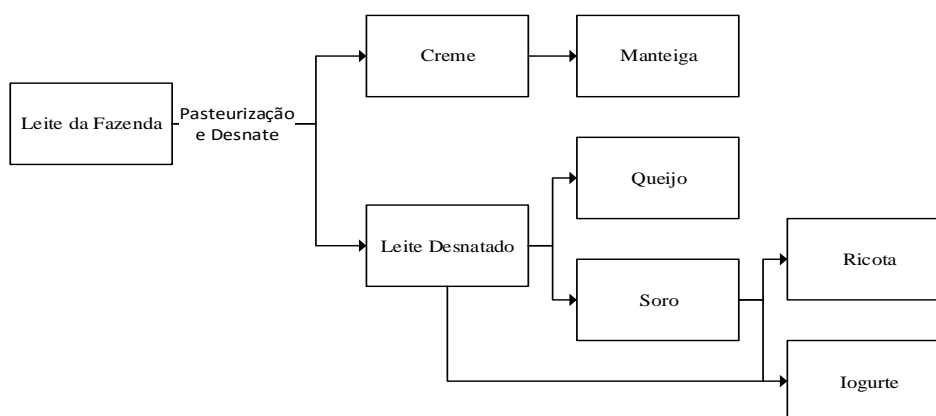 Creme
Manteiga
Leite da Fazenda
Pasteurização
e Desnate
Queijo
Leite Desnatado
Ricota
Soro
Iogurte